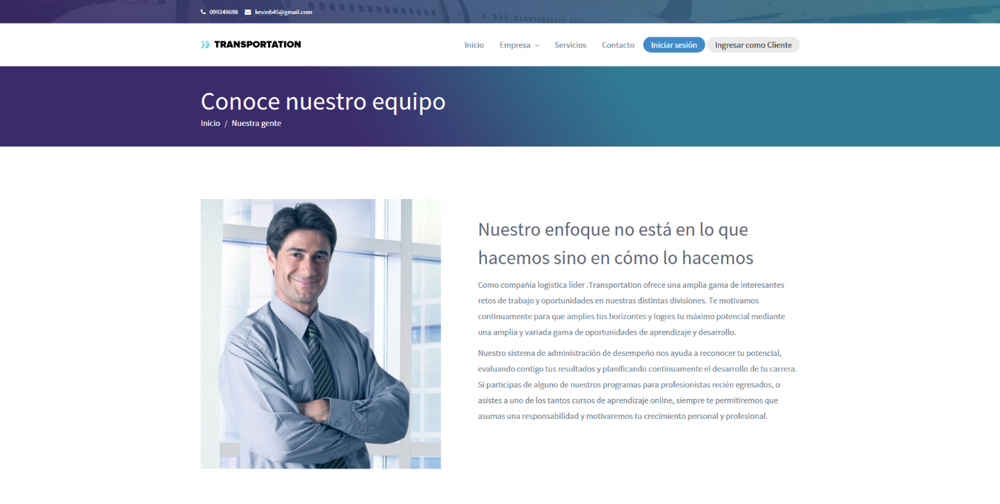 099249698 kevinb45@gmail.com
TRANSPORTATION
Inicio Empresa Servicios Contacto Iniciar sesión Ingresar como Cliente
Conoce nuestro equipo
Inicio / Nuestra gente
Nuestro enfoque no está en lo que
hacemos sino en cómo lo hacemos
Como compañía logística líder .Transportation ofrece una amplia gama de interesantes
retos de trabajo y oportunidades en nuestras distintas divisiones. Te motivamos
continuamente para que amplíes tus horizontes y logres tu máximo potencial mediante
una amplia y variada gama de oportunidades de aprendizaje y desarrollo.
Nuestro sistema de administración de desempeño nos ayuda a reconocer tu potencial,
evaluando contigo tus resultados y planificando continuamente el desarrollo de tu carrera.
Si participas de alguno de nuestros programas para profesionistas recién egresados, o
asistes a uno de los tantos cursos de aprendizaje online, siempre te permitiremos que
asumas una responsabilidad y motivaremos tu crecimiento personal y profesional.